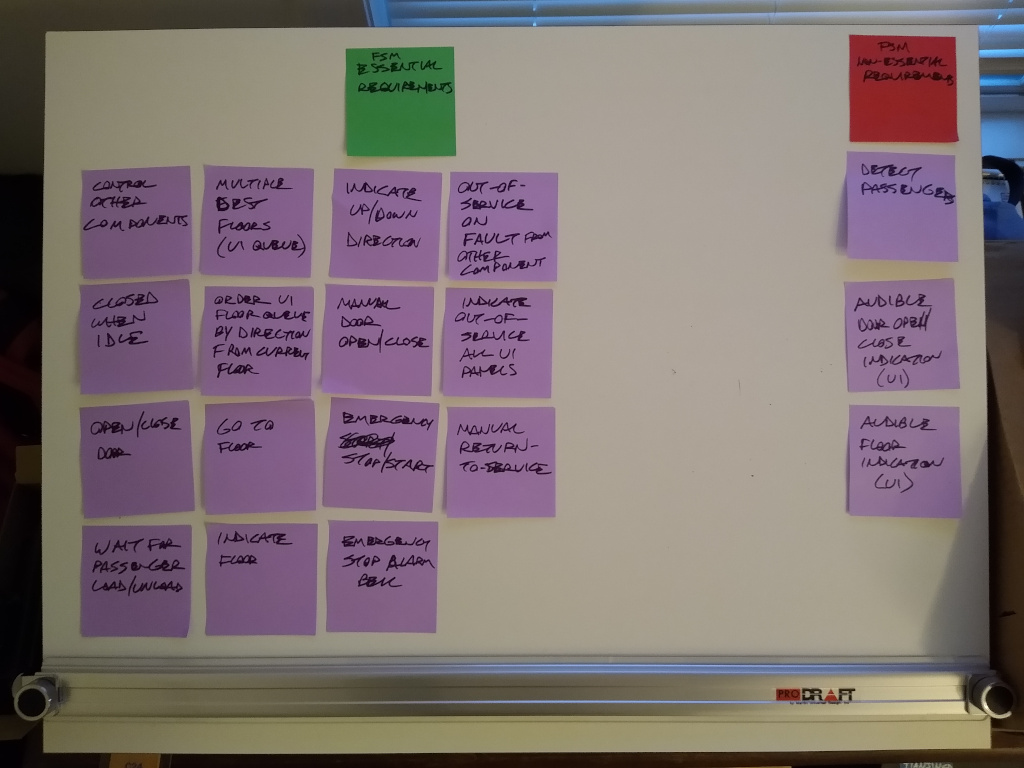 FSM
ESSENTIAL
REQUIREMENTS
FSM
NON-ESSENTIAL
REQUIREMENTS
CONTROL
OTHER
COMPONENTS
MULTIPLE
DEST
FLOORS
(UI QUEUE)
INDICATE
UP/DOWN
DIRECTION
OUT-OF-
SERVICE
ON
FAULT FROM
OTHER
COMPONENT
DETECT
PASSENGERS
CLOSED
WHEN
IDLE
ORDER UI
FLOOR QUEUE
BY DIRECTION
FROM CURRENT
FLOOR
MANUAL
DOOR
OPEN/CLOSE
INDICATE
OUT-OF-
SERVICE
ALL UI
PANELS
AUDIBLE
DOOR OPEN/
CLOSE
INDICATION
(UI)
OPEN/CLOSE
DOOR
GO TO
FLOOR
EMERGENCY
STOP/START
MANUAL
RETURN-
TO-SERVICE
AUDIBLE
FLOOR
INDICATION
(UI)
WAIT FOR
PASSENGER
LOAD/UNLOAD
INDICATE
FLOOR
EMERGENCY
STOP ALARM
BELL
PRODRAFT